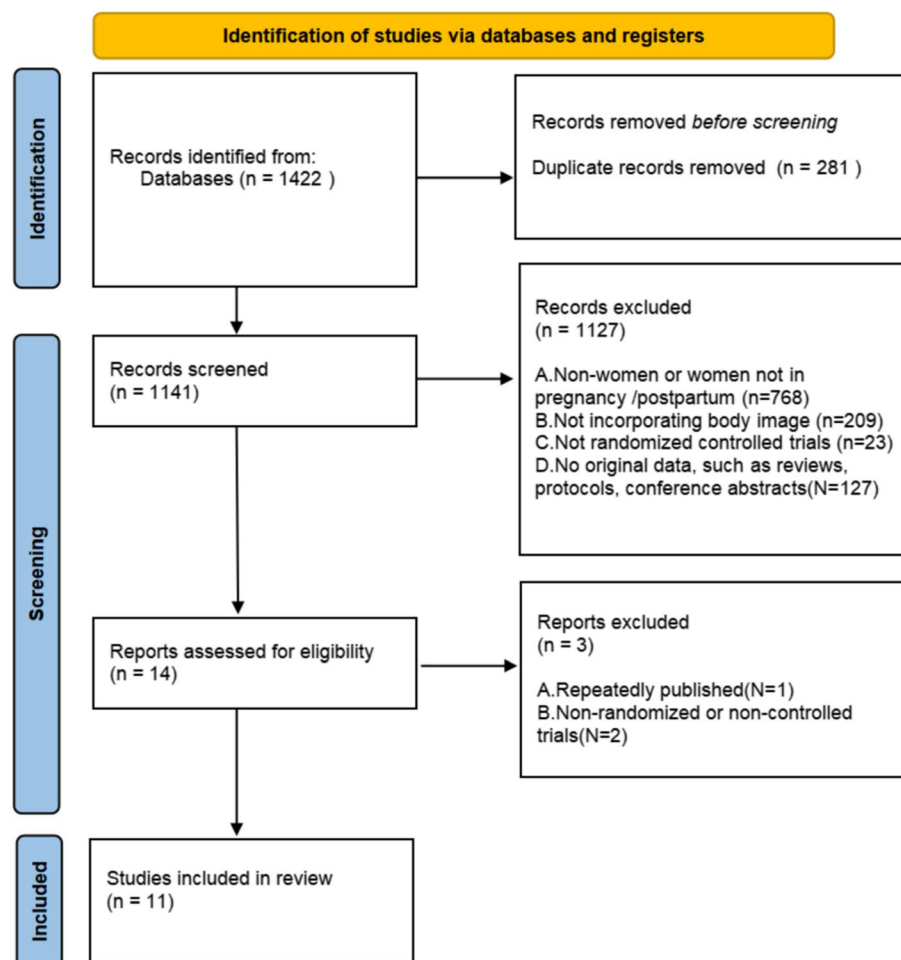 Identification of studies via databases and registers
Identification
Records identified from:
Databases (n = 1422 )
Records removed before screening
Duplicate records removed  (n = 281 )
Screening
Records screened
(n = 1141)
Records excluded
(n = 1127)
A.Non-women or women not in
pregnancy /postpartum (n=768)
B.Not incorporating body image (n=209)
C.Not randomized controlled trials (n=23)
D.No original data, such as reviews,
protocols, conference abstracts(N=127)
Reports assessed for eligibility
(n = 14)
Reports excluded
(n = 3)
A.Repeatedly published(N=1)
B.Non-randomized or non-controlled
trials(N=2)
Included
Studies included in review
(n = 11)